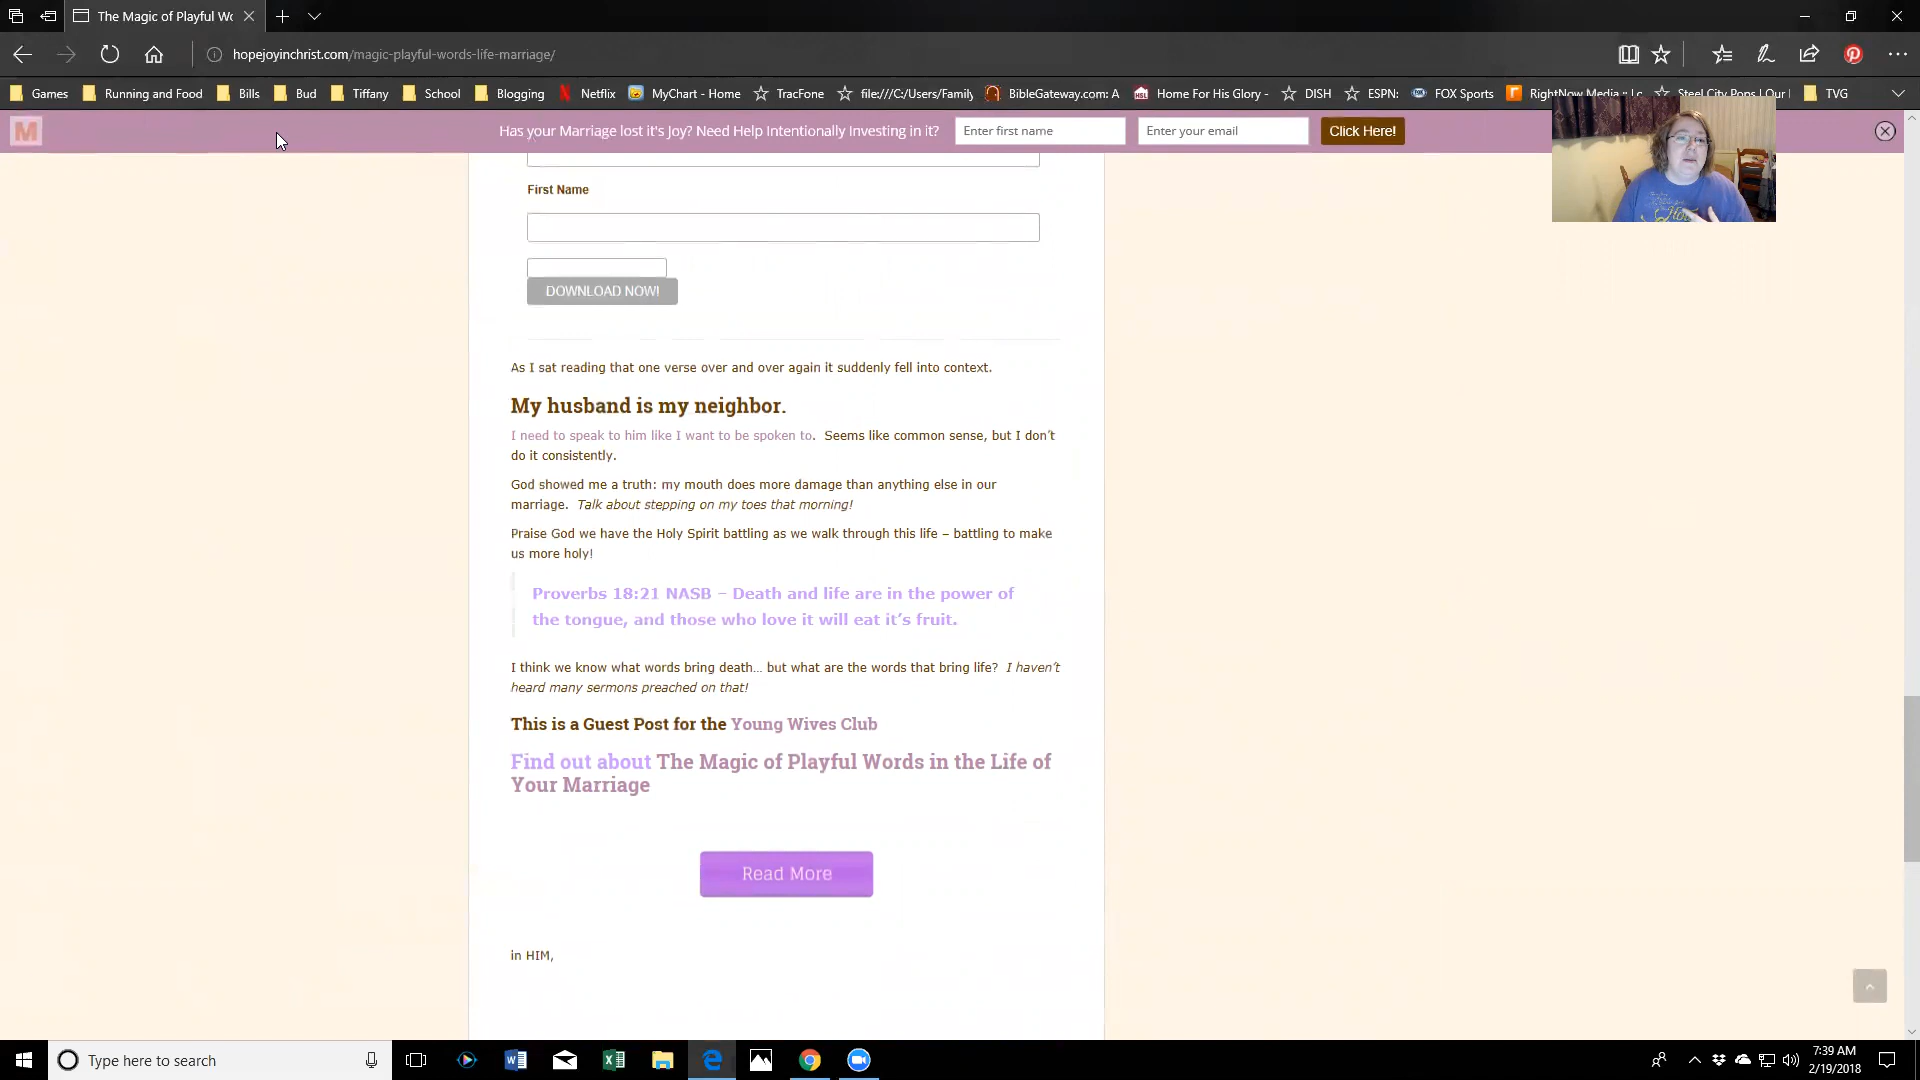 The Magic of Playful Wo
hopejoyinchrist.com/magic-playful-words-life-marriage/
Games Running and Food Bills Bud Tiffany School Blogging Netflix MyChart - Home TracFone file:///C:/Users/Family BibleGateway.com: A Home For His Glory - DISH ESPN: FOX Sports RightNow Media :: Lo Steel City Pops | Our TVG
M Has your Marriage lost it's Joy? Need Help Intentionally Investing in it? Enter first name Enter your email Click Here!
First Name
DOWNLOAD NOW!
As I sat reading that one verse over and over again it suddenly fell into context.
My husband is my neighbor.
I need to speak to him like I want to be spoken to. Seems like common sense, but I don't
do it consistently.
God showed me a truth: my mouth does more damage than anything else in our
marriage. Talk about stepping on my toes that morning!
Praise God we have the Holy Spirit battling as we walk through this life – battling to make
us more holy!
Proverbs 18:21 NASB – Death and life are in the power of
the tongue, and those who love it will eat it's fruit.
I think we know what words bring death… but what are the words that bring life? I haven't
heard many sermons preached on that!
This is a Guest Post for the Young Wives Club
Find out about The Magic of Playful Words in the Life of
Your Marriage
Read More
in HIM,
Type here to search
7:39 AM
2/19/2018